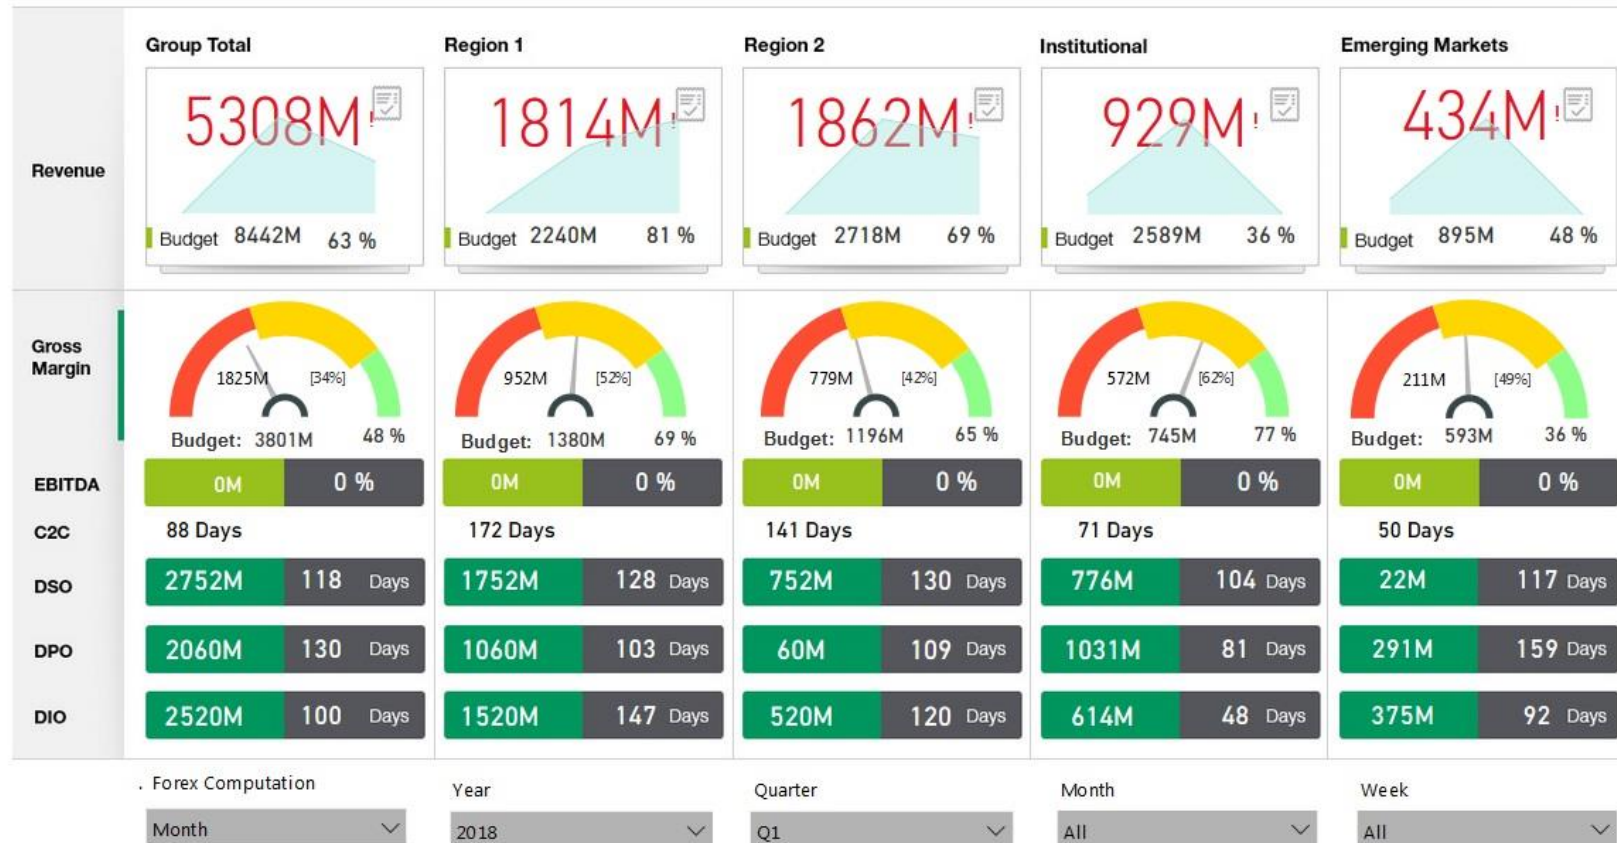 Group Total Region 1 Region 2 Institutional Emerging Markets
Revenue
5308M! 1814M! 1862M! 929M! 434M!
Budget 8442M 63 % Budget 2240M 81 % Budget 2718M 69 % Budget 2589M 36 % Budget 895M 48 %
Gross
Margin
1825M [34%] 952M [52%] 779M [42%] 572M [62%] 211M [49%]
Budget: 3801M 48 % Budget: 1380M 69 % Budget: 1196M 65 % Budget: 745M 77 % Budget: 593M 36 %
EBITDA 0M 0 % 0M 0 % 0M 0 % 0M 0 % 0M 0 %
C2C 88 Days 172 Days 141 Days 71 Days 50 Days
DSO 2752M 118 Days 1752M 128 Days 752M 130 Days 776M 104 Days 22M 117 Days
DPO 2060M 130 Days 1060M 103 Days 60M 109 Days 1031M 81 Days 291M 159 Days
DIO 2520M 100 Days 1520M 147 Days 520M 120 Days 614M 48 Days 375M 92 Days
. Forex Computation Year Quarter Month Week
Month 2018 Q1 All All